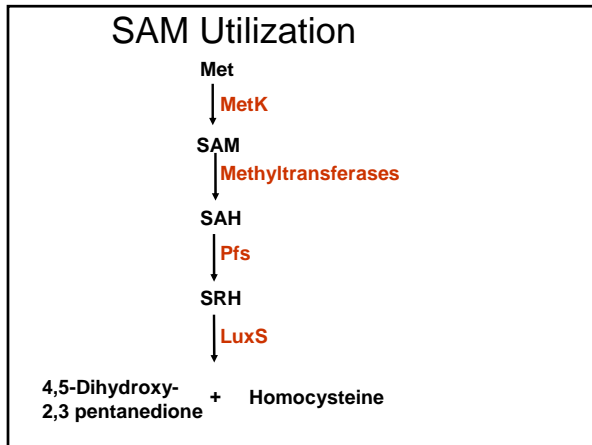 SAM Utilization
Met
MetK
SAM
Methyltransferases
SAH
Pfs
SRH
LuxS
4,5-Dihydroxy-
2,3 pentanedione + Homocysteine